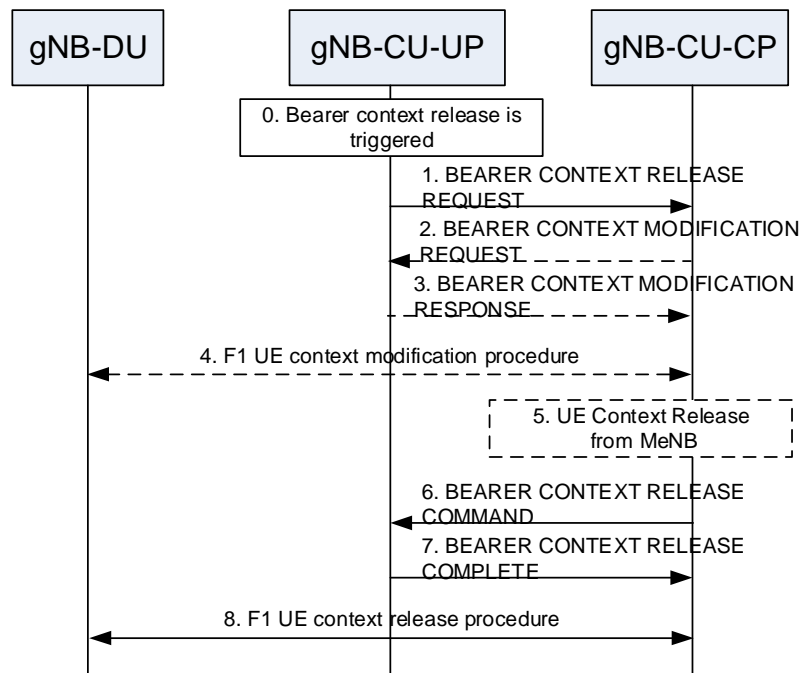 gNB-DU
gNB-CU-UP
gNB-CU-CP
0. Bearer context release is
triggered
1. BEARER CONTEXT RELEASE
REQUEST
2. BEARER CONTEXT MODIFICATION
REQUEST
3. BEARER CONTEXT MODIFICATION
RESPONSE
4. F1 UE context modification procedure
5. UE Context Release
from MeNB
6. BEARER CONTEXT RELEASE
COMMAND
7. BEARER CONTEXT RELEASE
COMPLETE
8. F1 UE context release procedure